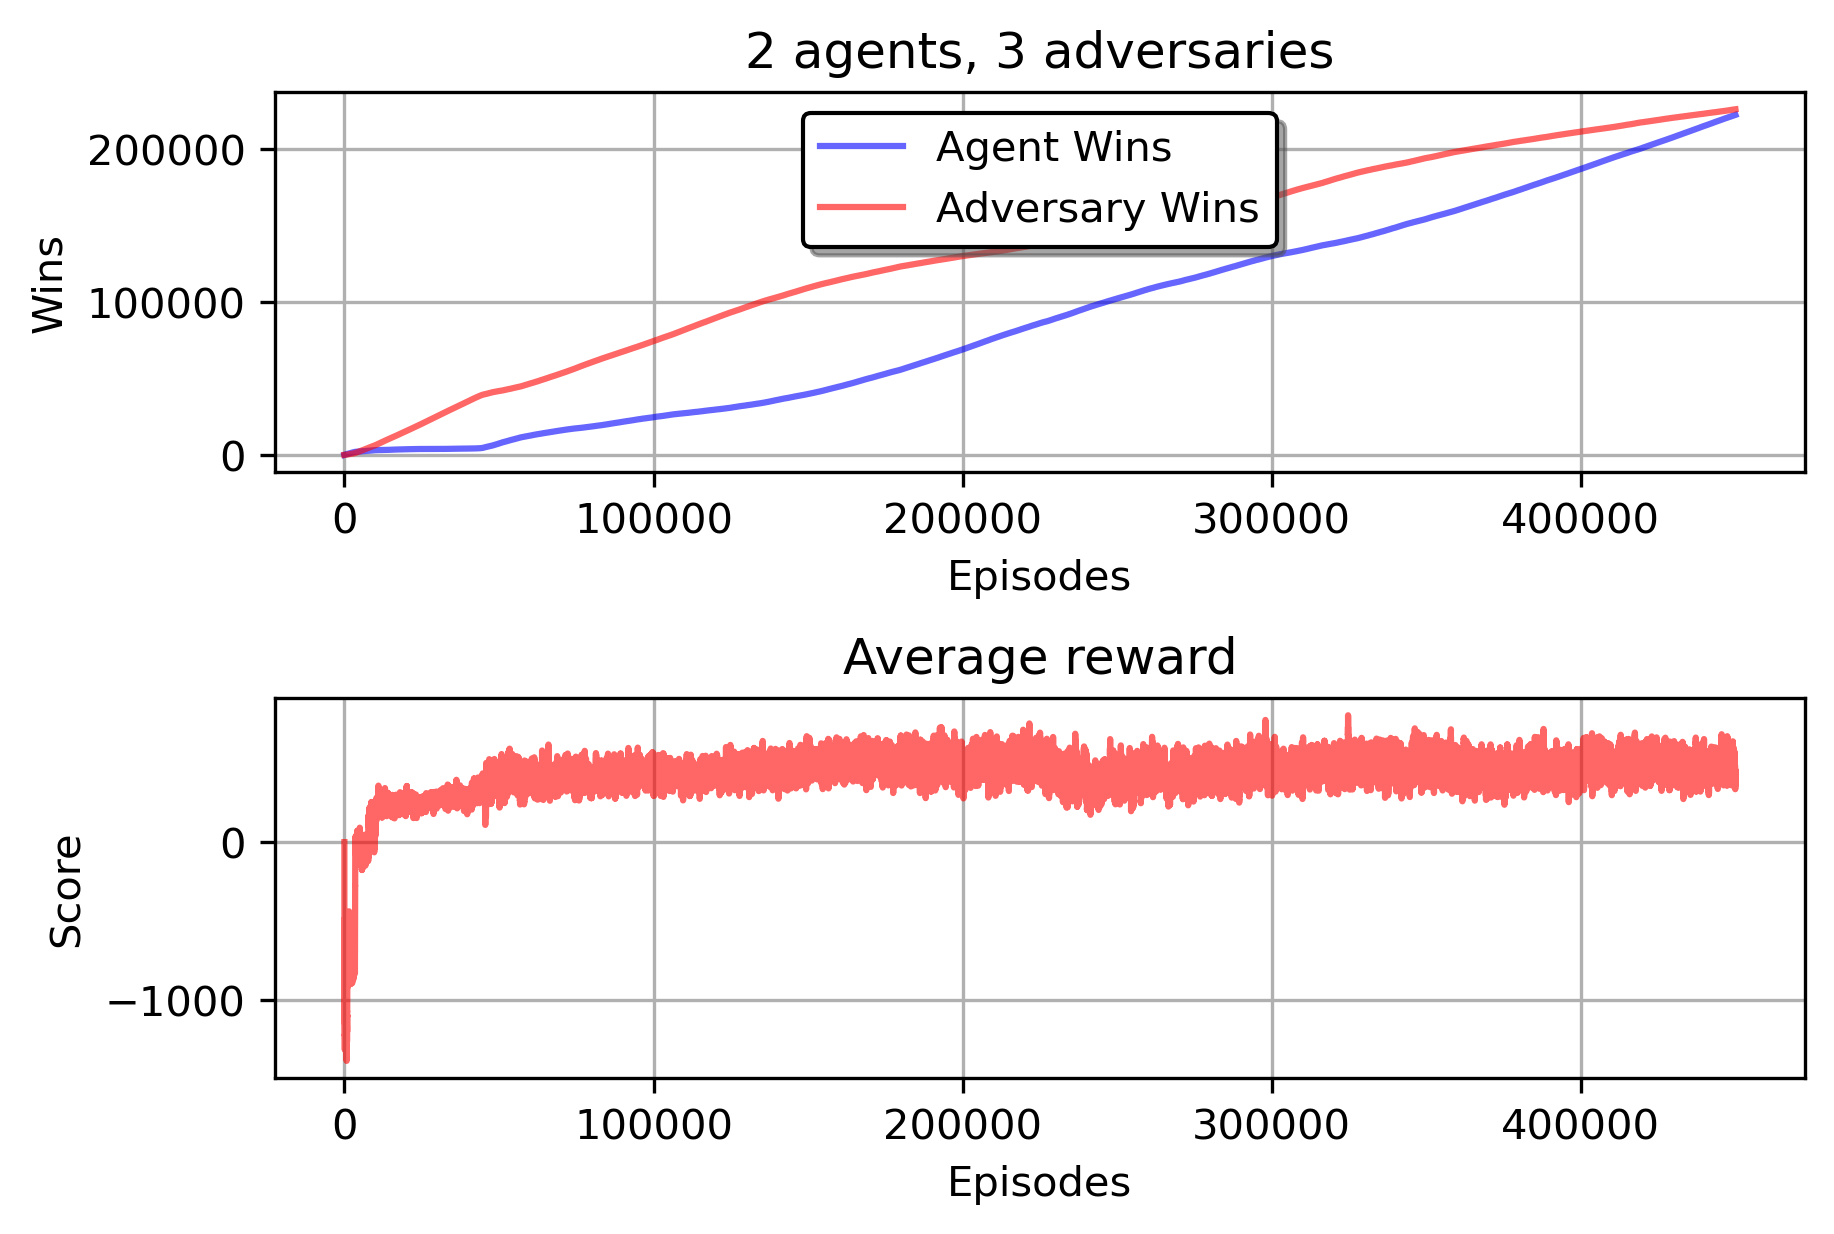 2 agents, 3 adversaries
Agent Wins
Adversary Wins
Wins
200000
100000
0
0 100000 200000 300000 400000
Episodes
Average reward
Score
0
−1000
0 100000 200000 300000 400000
Episodes